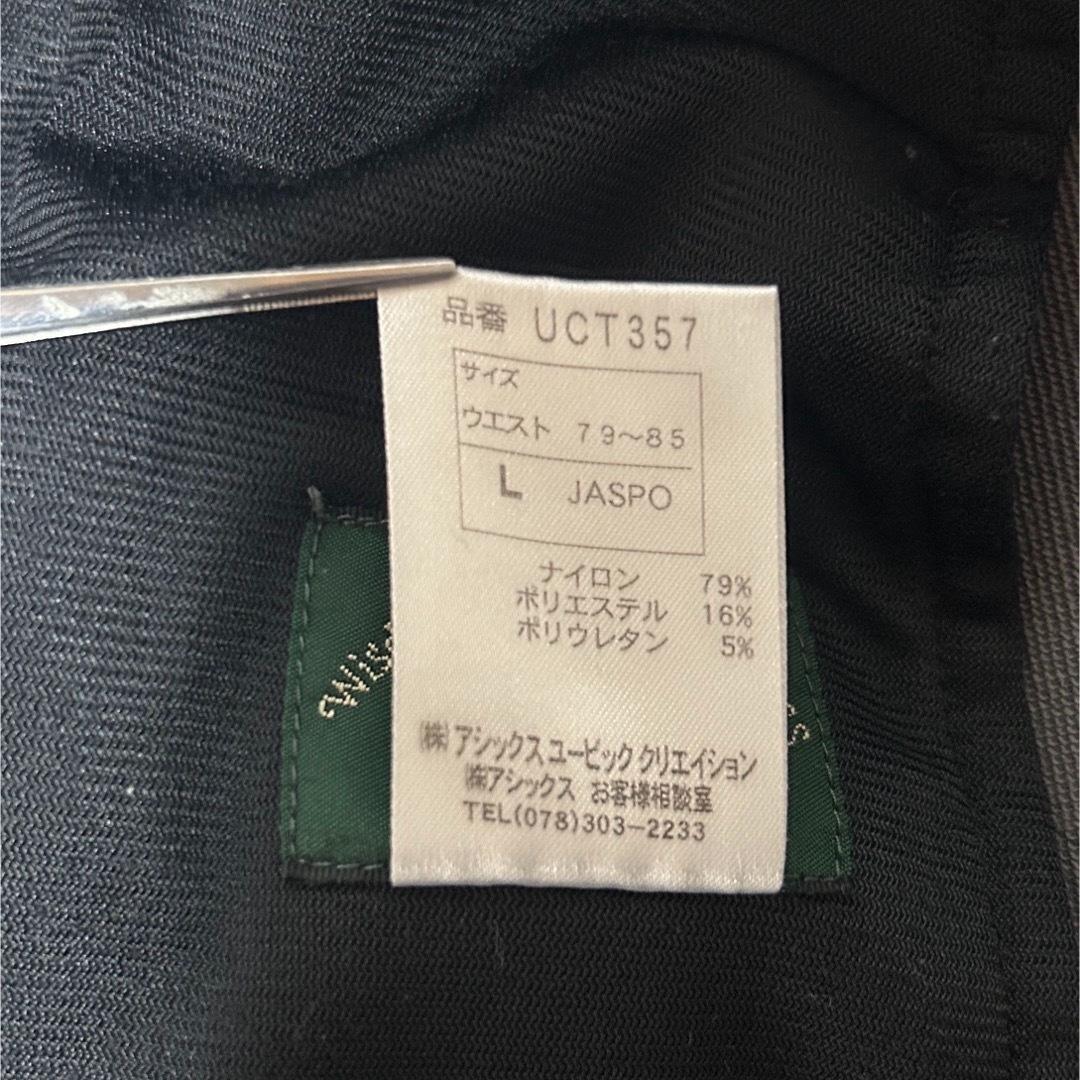 品番 UCT357
サイズ
ウエスト 79〜85
L JASPO
ナイロン 79%
ポリエステル 16%
ポリウレタン 5%
(株)アシックス ユービック クリエイション
(株)アシックス お客様相談室
TEL(078)303-2233